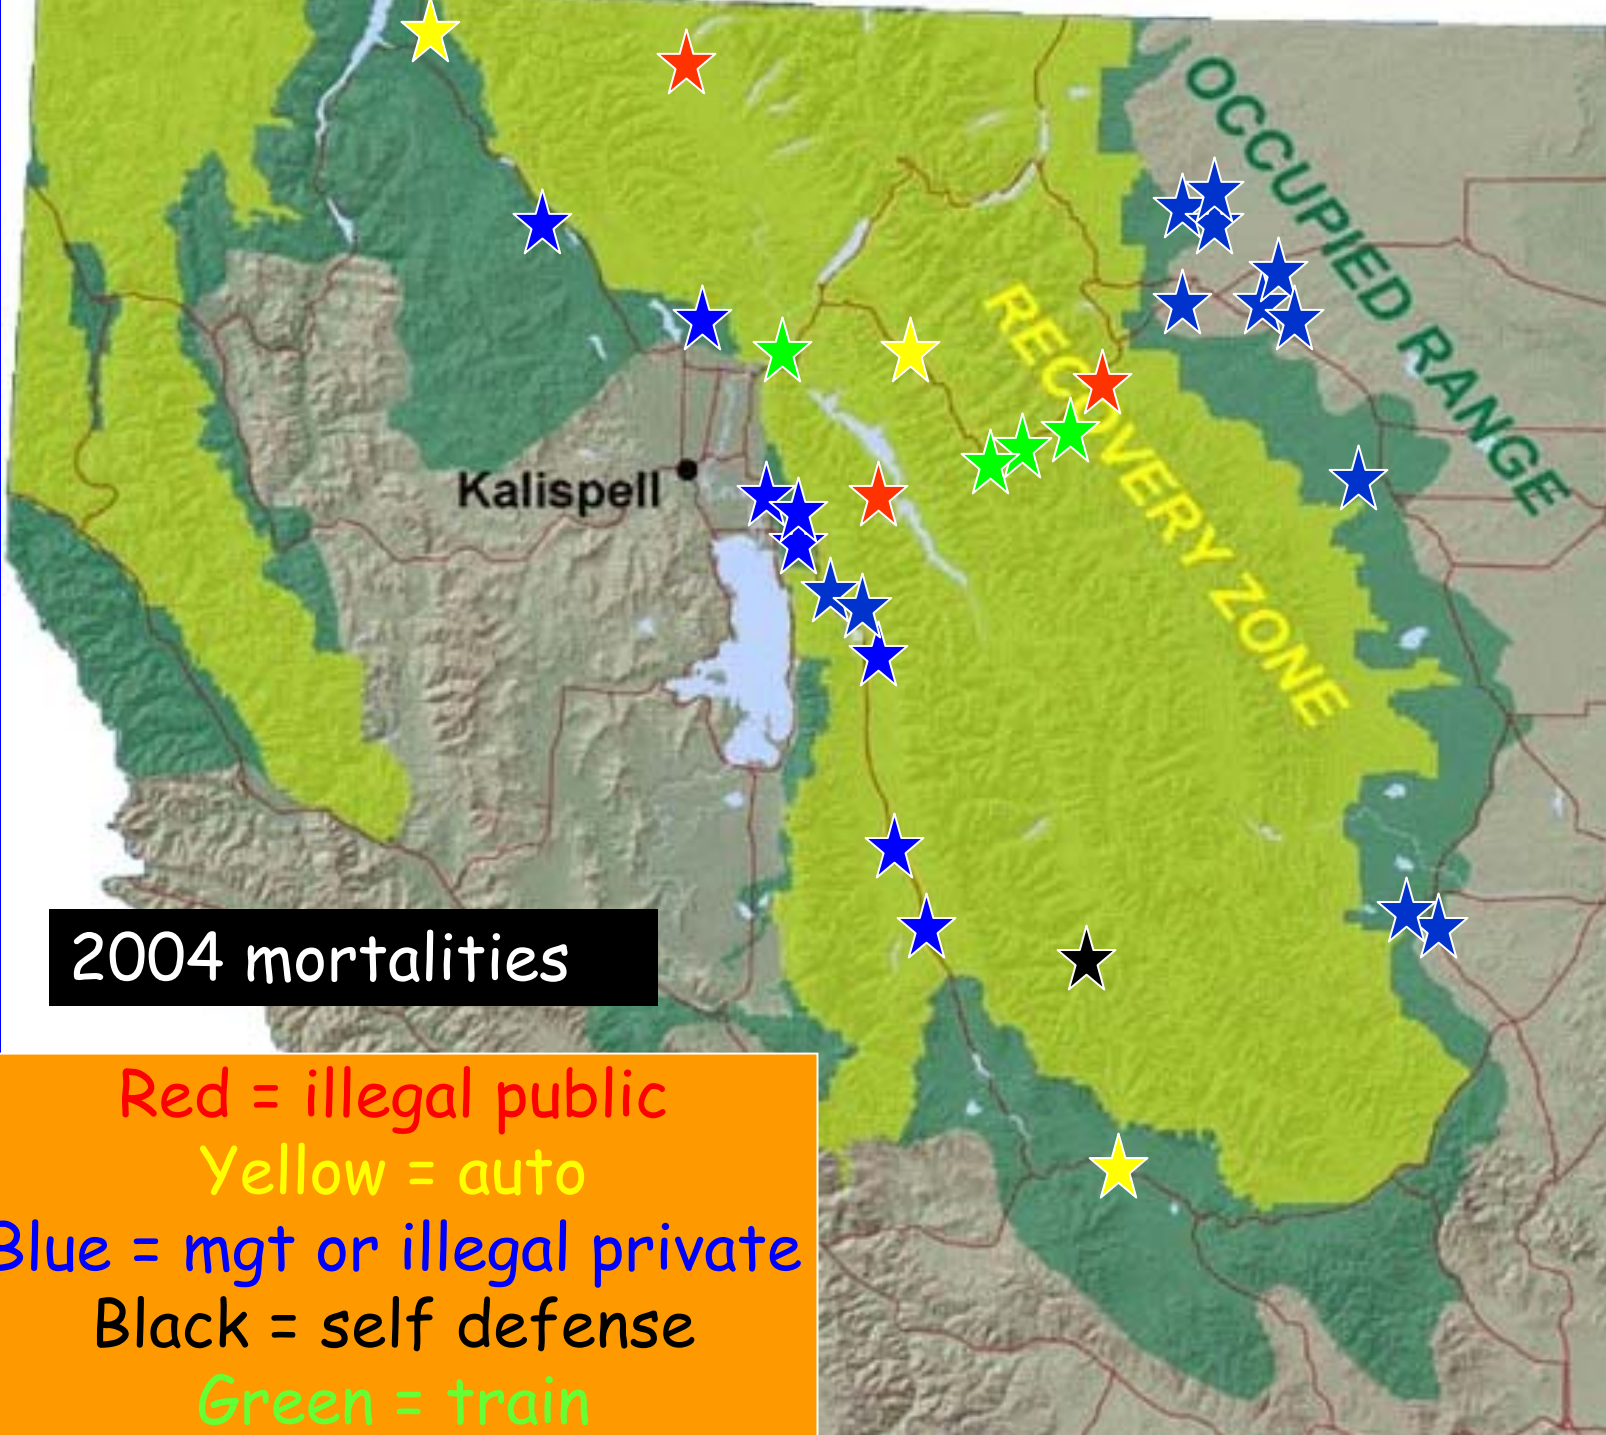 OCCUPIED RANGE
RECOVERY ZONE
Kalispell
2004 mortalities
Red = illegal public
Yellow = auto
Blue = mgt or illegal private
Black = self defense
Green = train